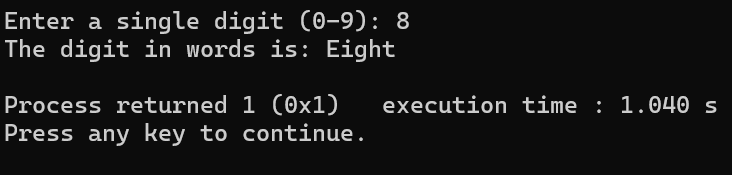 Enter a single digit (0-9): 8
The digit in words is: Eight
Process returned 1 (0x1)   execution time : 1.040 s
Press any key to continue.